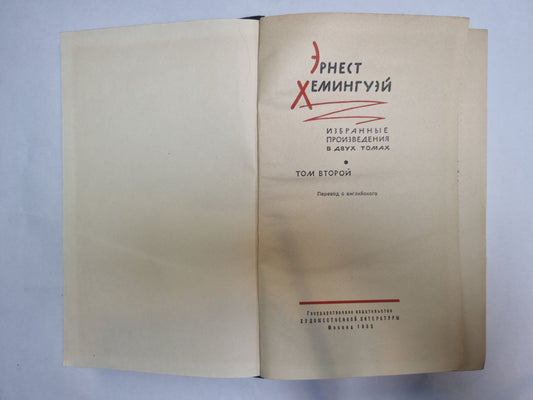 Эрнест
Хемингуэй
ИЗБРАННЫЕ
ПРОИЗВЕДЕНИЯ
В ДВУХ ТОМАХ
ТОМ ВТОРОЙ
Перевод с английского
Государственное издательство
ХУДОЖЕСТВЕННОЙ ЛИТЕРАТУРЫ
Москва